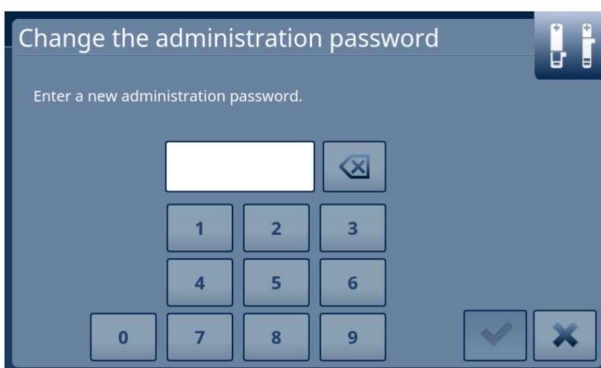 Change the administration password
Enter a new administration password.
1 2 3
4 5 6
0 7 8 9